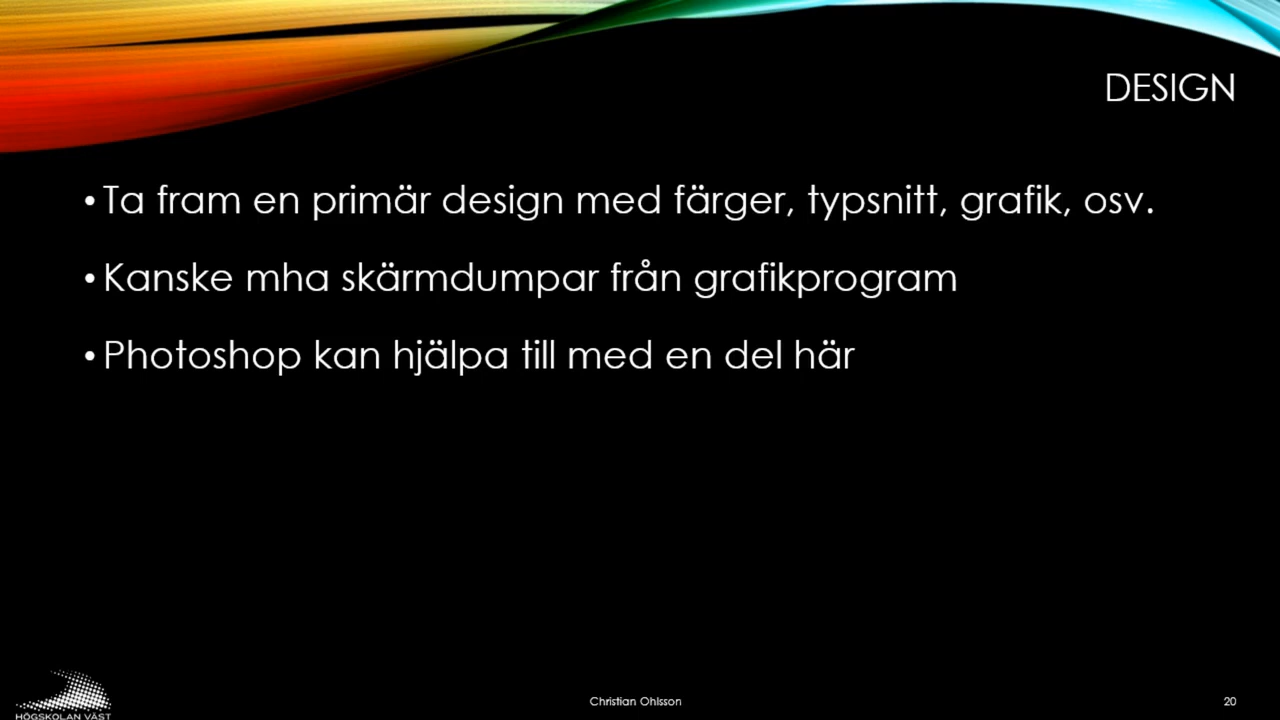 DESIGN
• Ta fram en primär design med färger, typsnitt, grafik, osv.
• Kanske mha skärmdumpar från grafikprogram
• Photoshop kan hjälpa till med en del här
HÖGSKOLAN VÄST
Christian Ohlsson
20